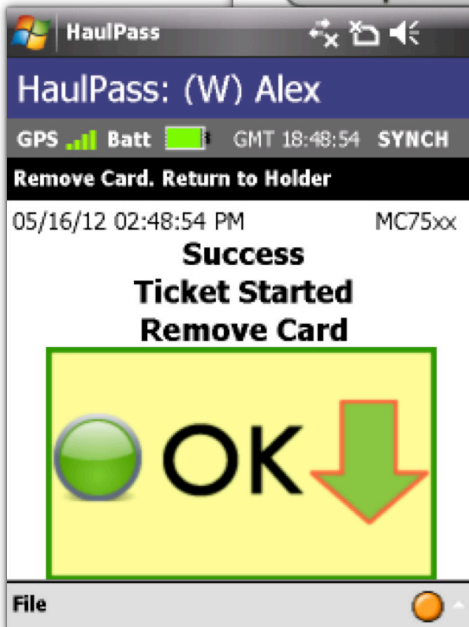 HaulPass
HaulPass: (W) Alex
GPS Batt GMT 18:48:54 SYNCH
Remove Card. Return to Holder
05/16/12 02:48:54 PM MC75xx
Success
Ticket Started
Remove Card
OK
File